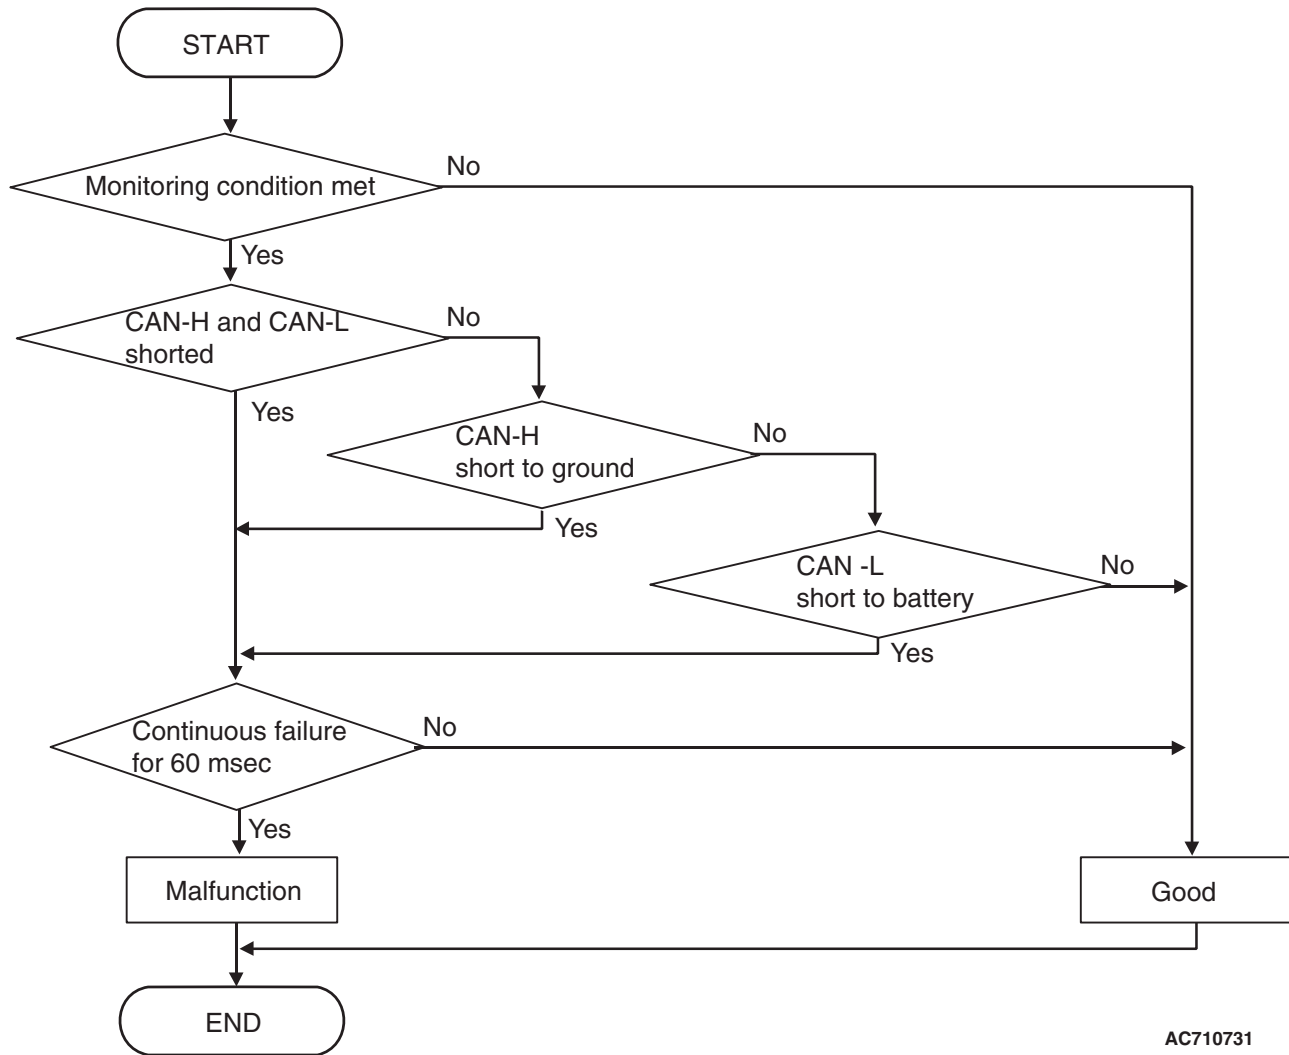 START
No
Monitoring condition met
Yes
CAN-H and CAN-L
shorted
No
Yes
CAN-H
short to ground
No
Yes
CAN -L
short to battery
No
Yes
Continuous failure
for 60 msec
No
Yes
Malfunction
Good
END
AC710731